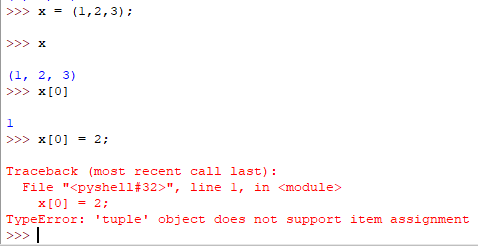 >>> x = (1,2,3);
>>> x
(1, 2, 3)
>>> x[0]
1
>>> x[0] = 2;
Traceback (most recent call last):
  File "<pyshell#32>", line 1, in <module>
    x[0] = 2;
TypeError: 'tuple' object does not support item assignment
>>>